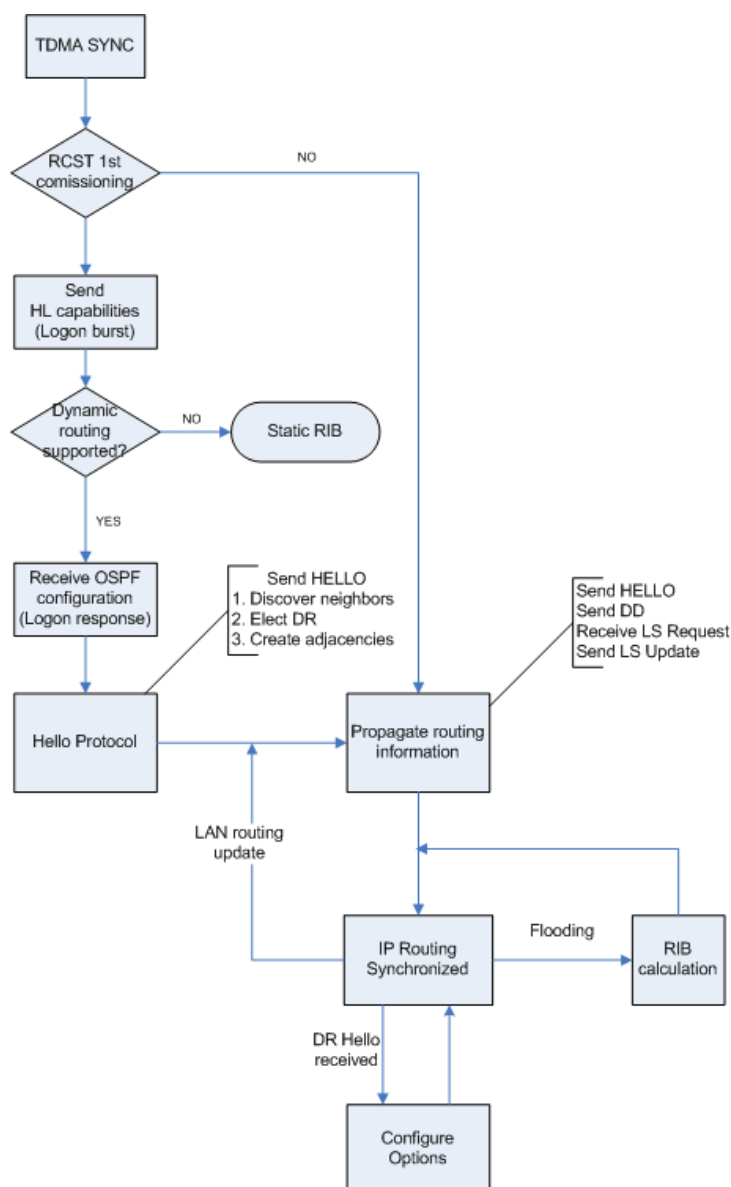 TDMA SYNC
NO
RCST 1st
comissioning
Send
HL capabilities
(Logon burst)
Dynamic
routing
supported?
NO
Static RIB
YES
Receive OSPF
configuration
(Logon response)
Send HELLO
1. Discover neighbors
2. Elect DR
3. Create adjacencies
Send HELLO
Send DD
Receive LS Request
Send LS Update
Hello Protocol
Propagate routing
information
LAN routing
update
IP Routing
Synchronized
Flooding
RIB
calculation
DR Hello
received
Configure
Options